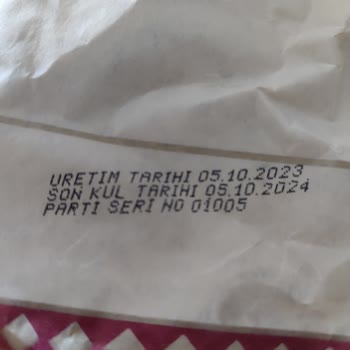 URETIM TARIHI 05.10.2023
SON KUL TARIHI 05.10.2024
PARTI SERI NO 01005